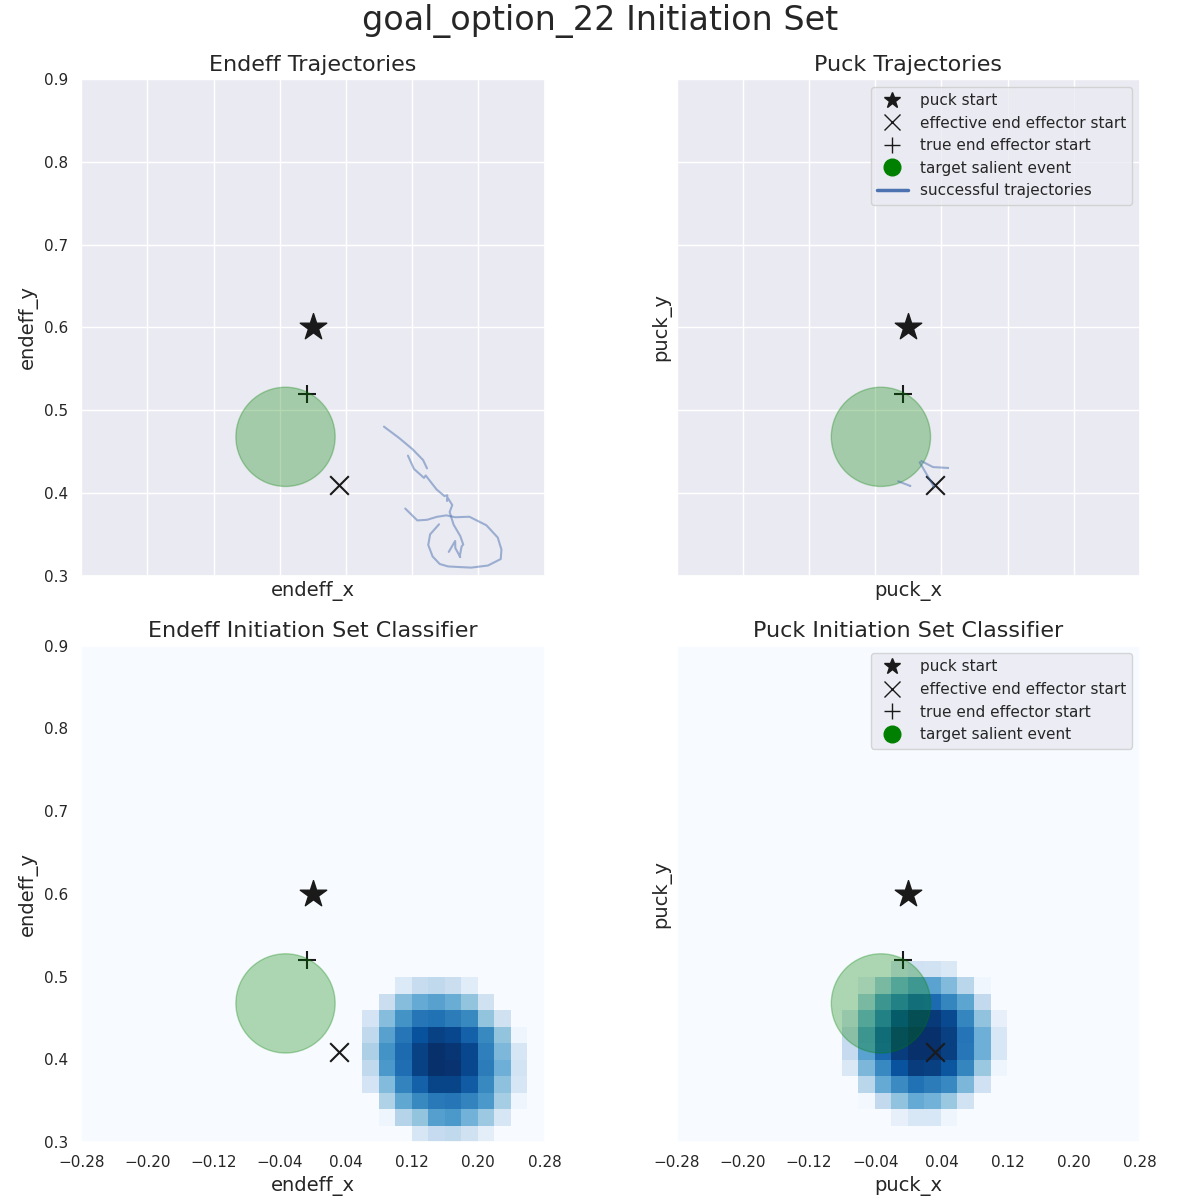 goal_option_22 Initiation Set
Endeff Trajectories
0.9
0.8
0.7
0.6
0.5
0.4
0.3
endeff_y
endeff_x
Puck Trajectories
puck start
effective end effector start
true end effector start
target salient event
successful trajectories
puck_y
puck_x
Endeff Initiation Set Classifier
0.9
0.8
0.7
0.6
0.5
0.4
0.3
endeff_y
−0.28 −0.20 −0.12 −0.04 0.04 0.12 0.20 0.28
endeff_x
Puck Initiation Set Classifier
puck start
effective end effector start
true end effector start
target salient event
puck_y
−0.28 −0.20 −0.12 −0.04 0.04 0.12 0.20 0.28
puck_x